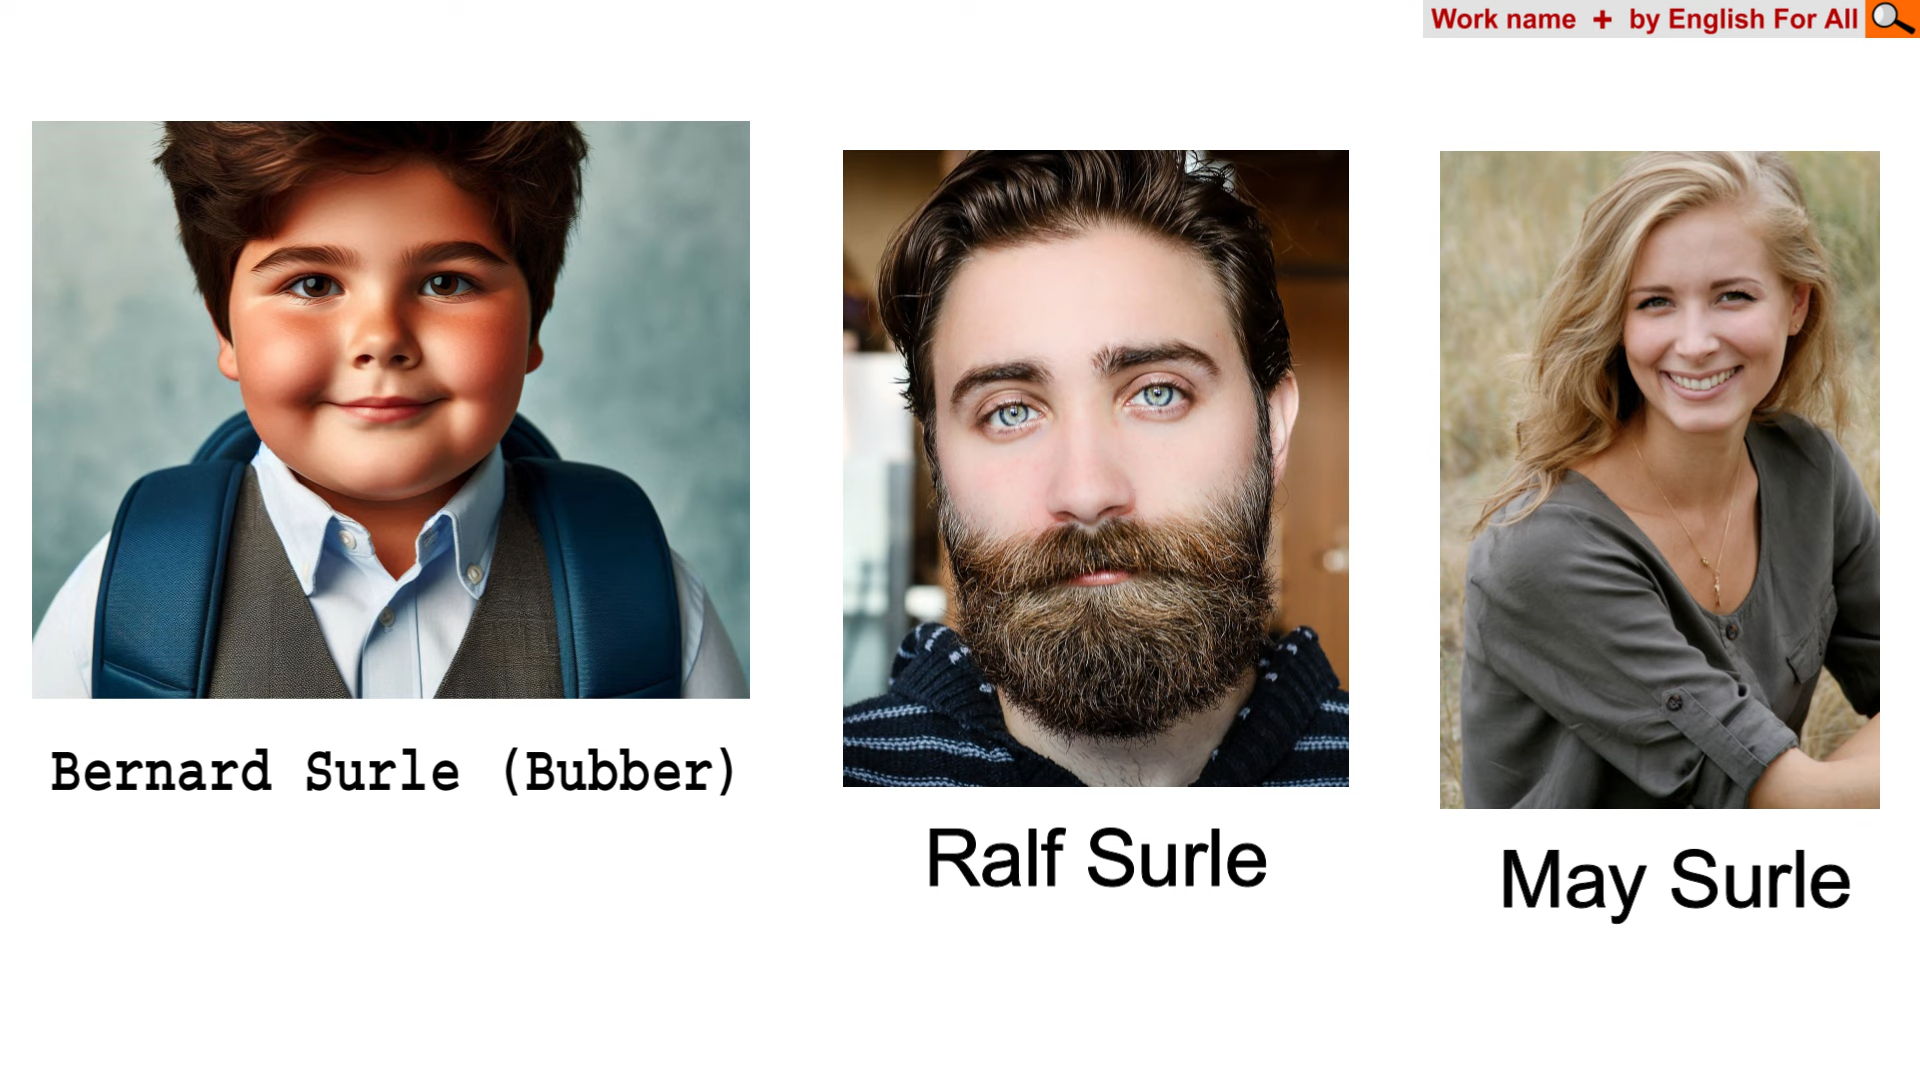 Work name + by English For All
Bernard Surle (Bubber)
Ralf Surle
May Surle